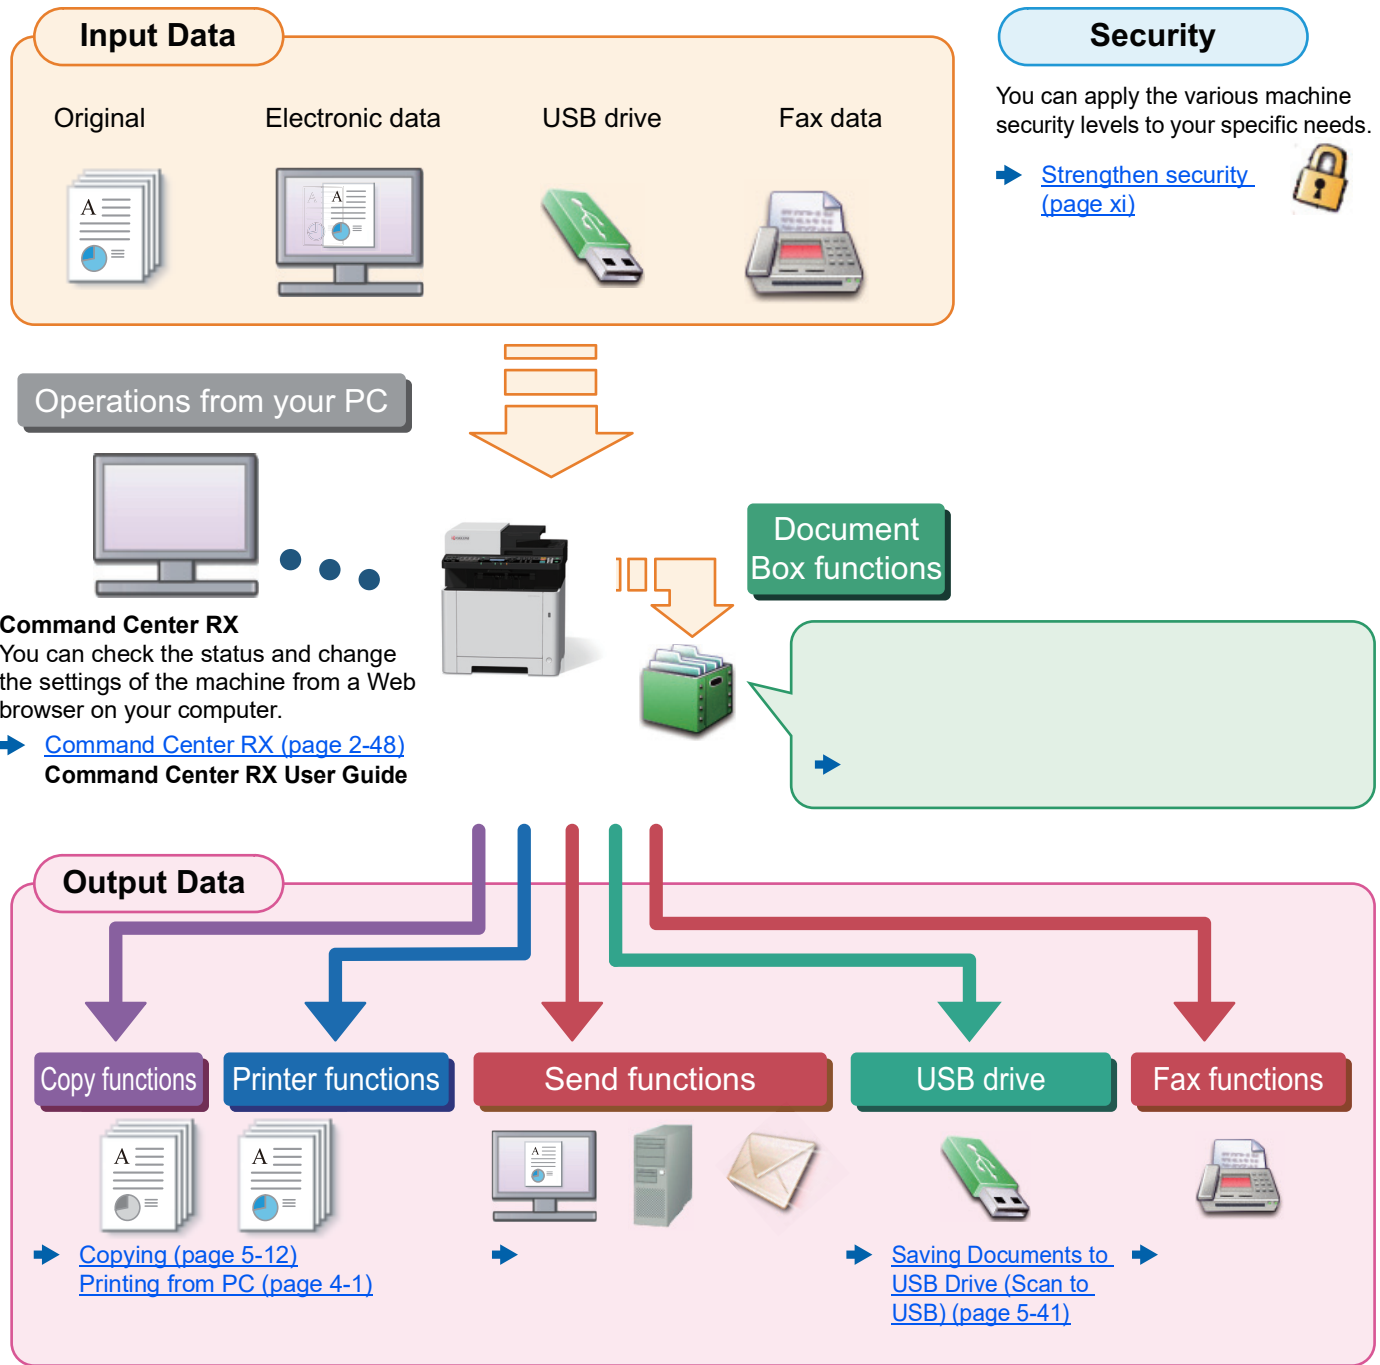 Input Data
Original
Electronic data
USB drive
Fax data
Security
You can apply the various machine
security levels to your specific needs.
Strengthen security
(page xi)
Operations from your PC
Command Center RX
You can check the status and change
the settings of the machine from a Web
browser on your computer.
Command Center RX (page 2-48)
Command Center RX User Guide
Document
Box functions
Output Data
Copy functions
Printer functions
Send functions
USB drive
Fax functions
Copying (page 5-12)
Printing from PC (page 4-1)
Saving Documents to
USB Drive (Scan to
USB) (page 5-41)